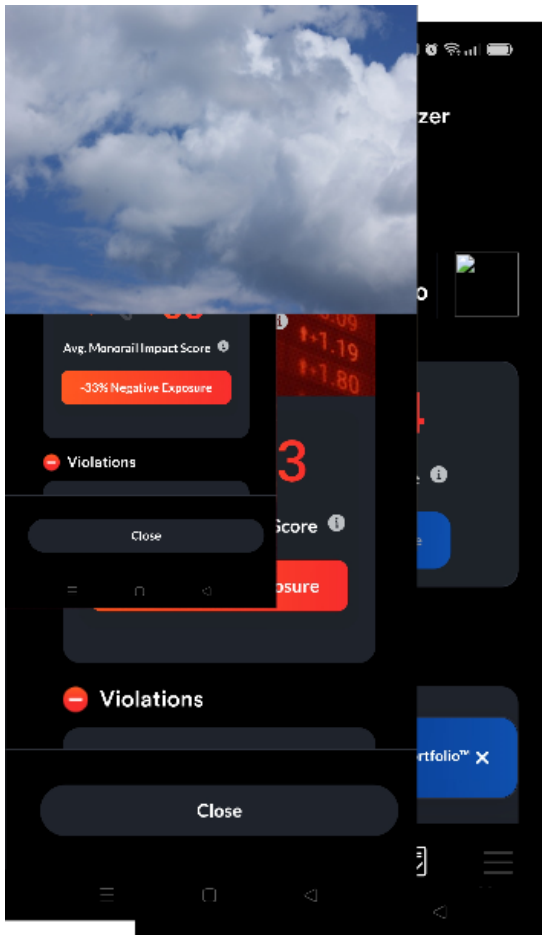 zer
o
1.19
1.80
Avg. Monorail Impact Score
-33% Negative Exposure
Violations
Close
3
Score
osure
Violations
Close
rtfolio™ ✕